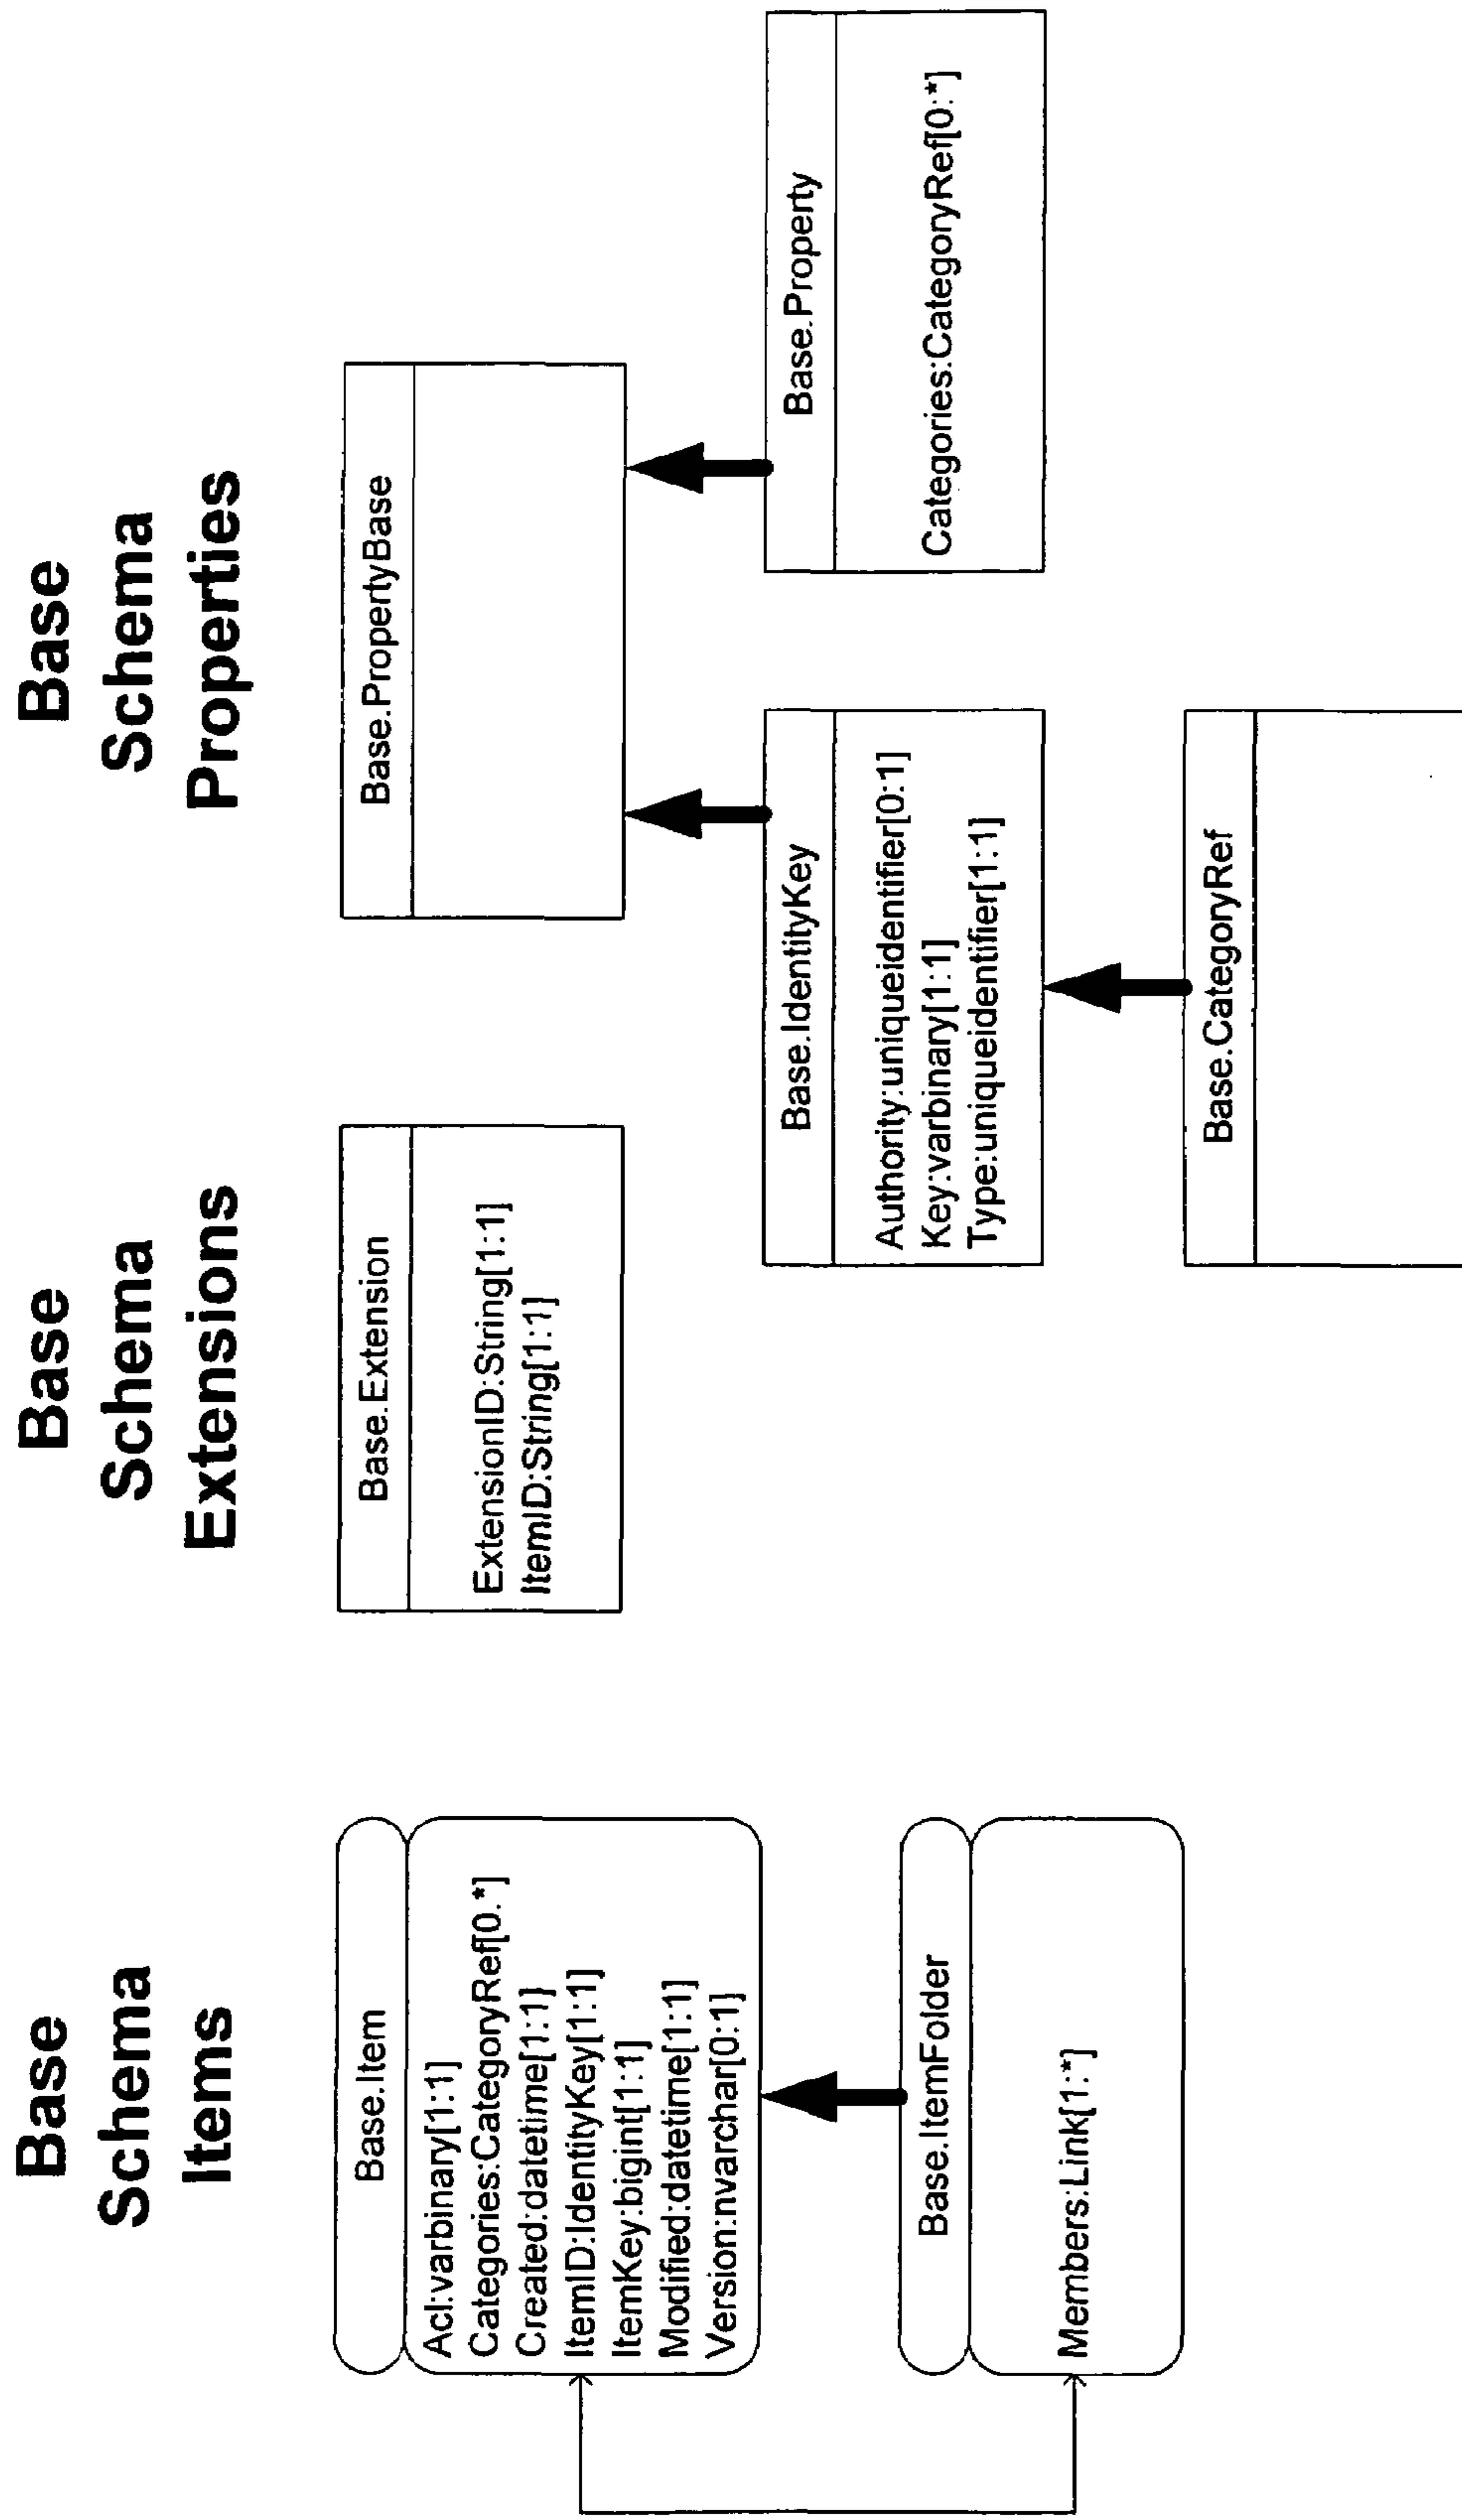 Base
Schema
Items
Base.Item
Acl:varbinary[1:1]
Categories:CategoryRef[0.*]
Created:datetime[1:1]
ItemID:IdentityKey[1:1]
ItemKey:bigint[1:1]
Modified:datetime[1:1]
Version:nvarchar[0:1]
Base.ItemFolder
Members:Link[1:*]
Base
Schema
Extensions
Base.Extension
ExtensionID:String[1:1]
ItemID:String[1:1]
Base
Schema
Properties
Base.PropertyBase
Base.IdentityKey
Authority:uniqueidentifier[0:1]
Key:varbinary[1:1]
Type:uniqueidentifier[1:1]
Base.Property
Categories:CategoryRef[0:*]
Base.CategoryRef